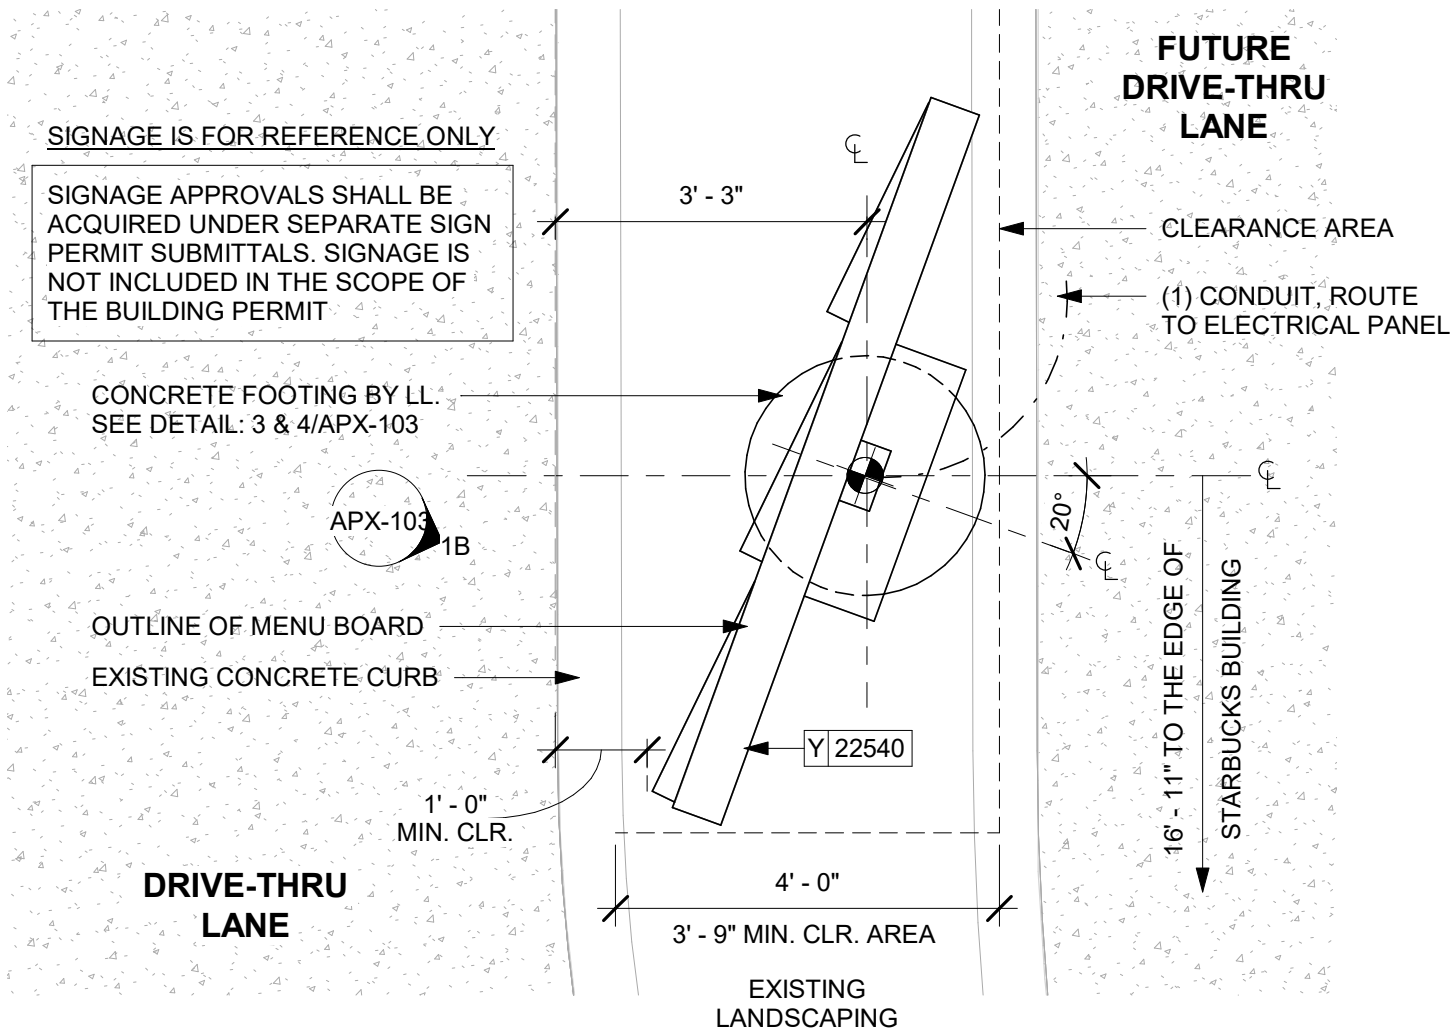 FUTURE
DRIVE-THRU
LANE
SIGNAGE IS FOR REFERENCE ONLY
SIGNAGE APPROVALS SHALL BE
ACQUIRED UNDER SEPARATE SIGN
PERMIT SUBMITTALS. SIGNAGE IS
NOT INCLUDED IN THE SCOPE OF
THE BUILDING PERMIT
℄
3' - 3"
CLEARANCE AREA
(1) CONDUIT, ROUTE
TO ELECTRICAL PANEL
CONCRETE FOOTING BY LL.
SEE DETAIL: 3 & 4/APX-103
APX-103
1B
℄
20°
℄
16' - 11" TO THE EDGE OF
STARBUCKS BUILDING
OUTLINE OF MENU BOARD
EXISTING CONCRETE CURB
Y 22540
1' - 0"
MIN. CLR.
DRIVE-THRU
LANE
4' - 0"
3' - 9" MIN. CLR. AREA
EXISTING
LANDSCAPING